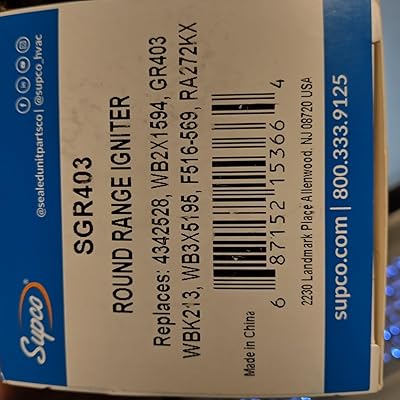 @sealedunitpartsco | @supco_hvac
Supco
SGR403
ROUND RANGE IGNITER
Replaces: 4342528, WB2X1594, GR403
WBK213, WB3X5195, F516-569, RA272KX
6 87152 15366 4
Made in China
2230 Landmark Place Allenwood, NJ 08720 USA
supco.com | 800.333.9125